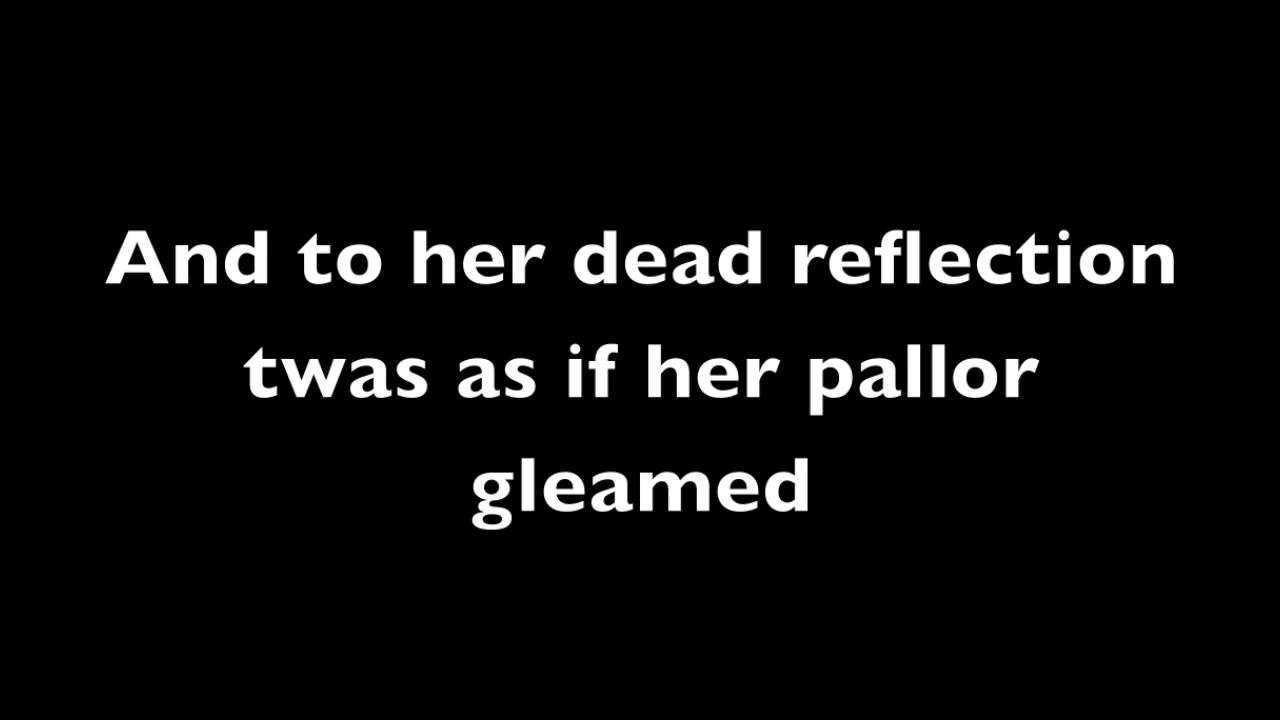 And to her dead reflection
twas as if her pallor
gleamed